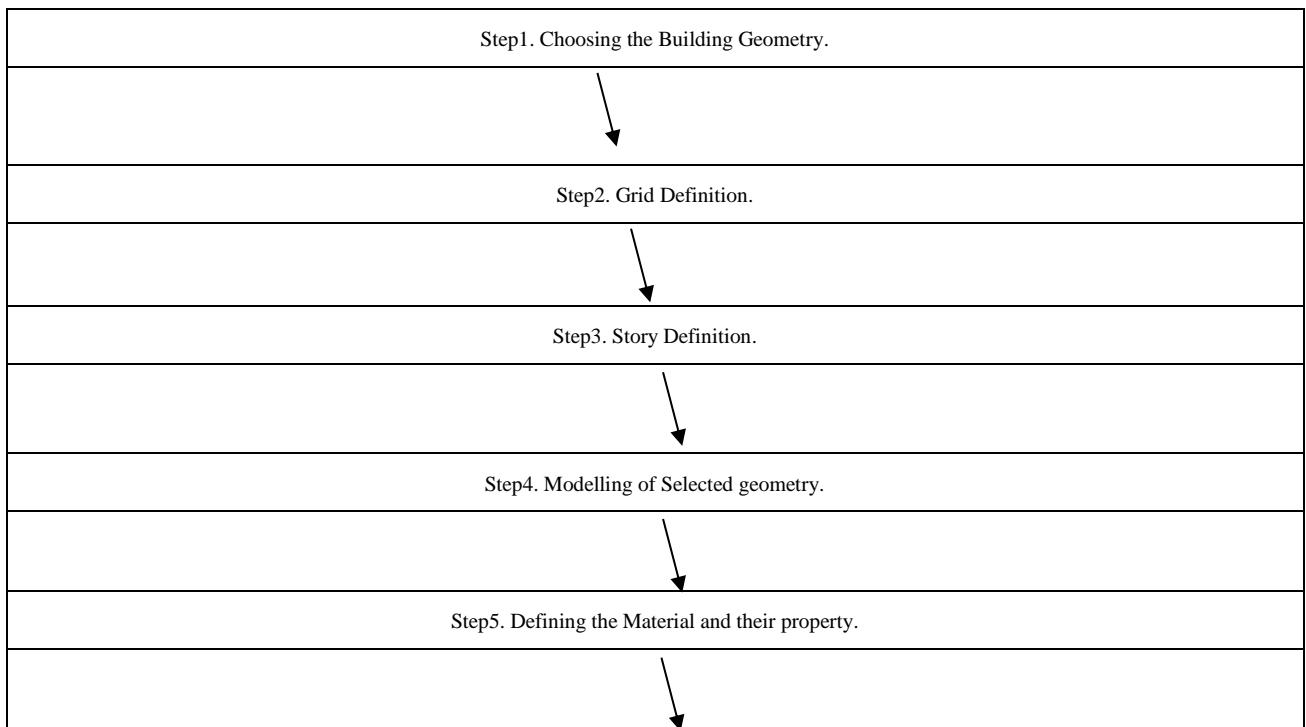 Step1. Choosing the Building Geometry.
Step2. Grid Definition.
Step3. Story Definition.
Step4. Modelling of Selected geometry.
Step5. Defining the Material and their property.